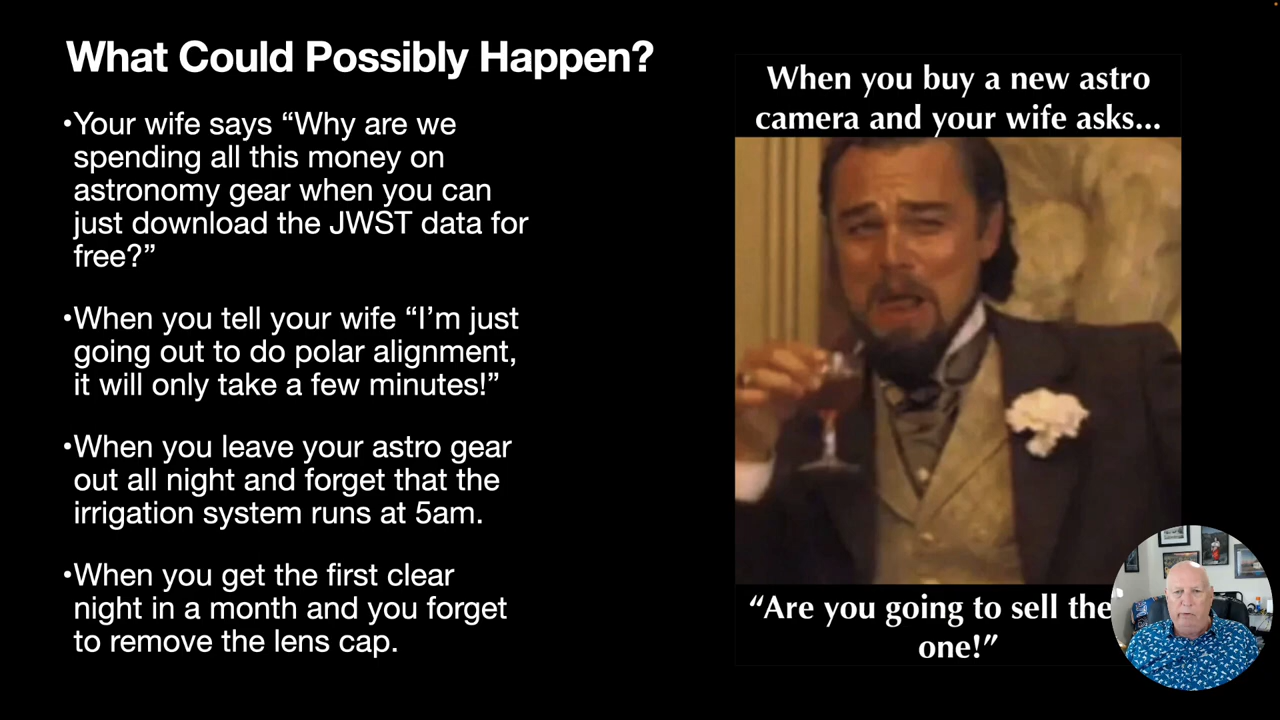 What Could Possibly Happen?
•Your wife says “Why are we
spending all this money on
astronomy gear when you can
just download the JWST data for
free?”
•When you tell your wife “I’m just
going out to do polar alignment,
it will only take a few minutes!”
•When you leave your astro gear
out all night and forget that the
irrigation system runs at 5am.
•When you get the first clear
night in a month and you forget
to remove the lens cap.
When you buy a new astro
camera and your wife asks...
“Are you going to sell the
one!”